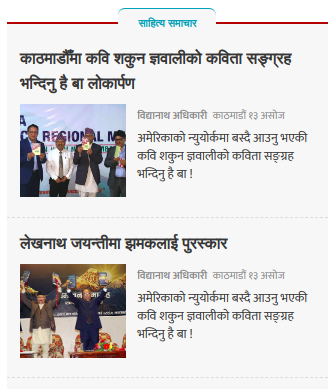 साहित्य समाचार
काठमाडौँमा कवि शकुन ज्ञवालीको कविता सङ्ग्रह
भन्दिनु है बा लोकार्पण
विद्यानाथ अधिकारी काठमाडौं १३ असोज
अमेरिकाको न्युयोर्कमा बस्दै आउनु भएकी
कवि शकुन ज्ञवालीको कविता सङ्ग्रह
भन्दिनु है बा !
REGIONAL
लेखनाथ जयन्तीमा झमकलाई पुरस्कार
विद्यानाथ अधिकारी काठमाडौं १३ असोज
अमेरिकाको न्युयोर्कमा बस्दै आउनु भएकी
कवि शकुन ज्ञवालीको कविता सङ्ग्रह
भन्दिनु है बा !